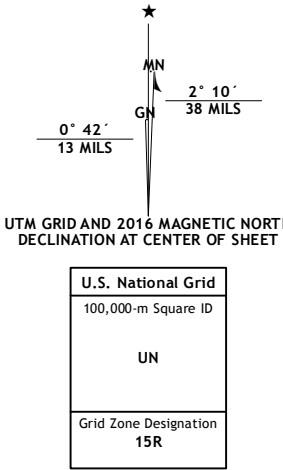 ★
MN
GN
2° 10´
38 MILS
0° 42´
13 MILS
UTM GRID AND 2016 MAGNETIC NORT
DECLINATION AT CENTER OF SHEET
U.S. National Grid
100,000-m Square ID
UN
Grid Zone Designation
15R